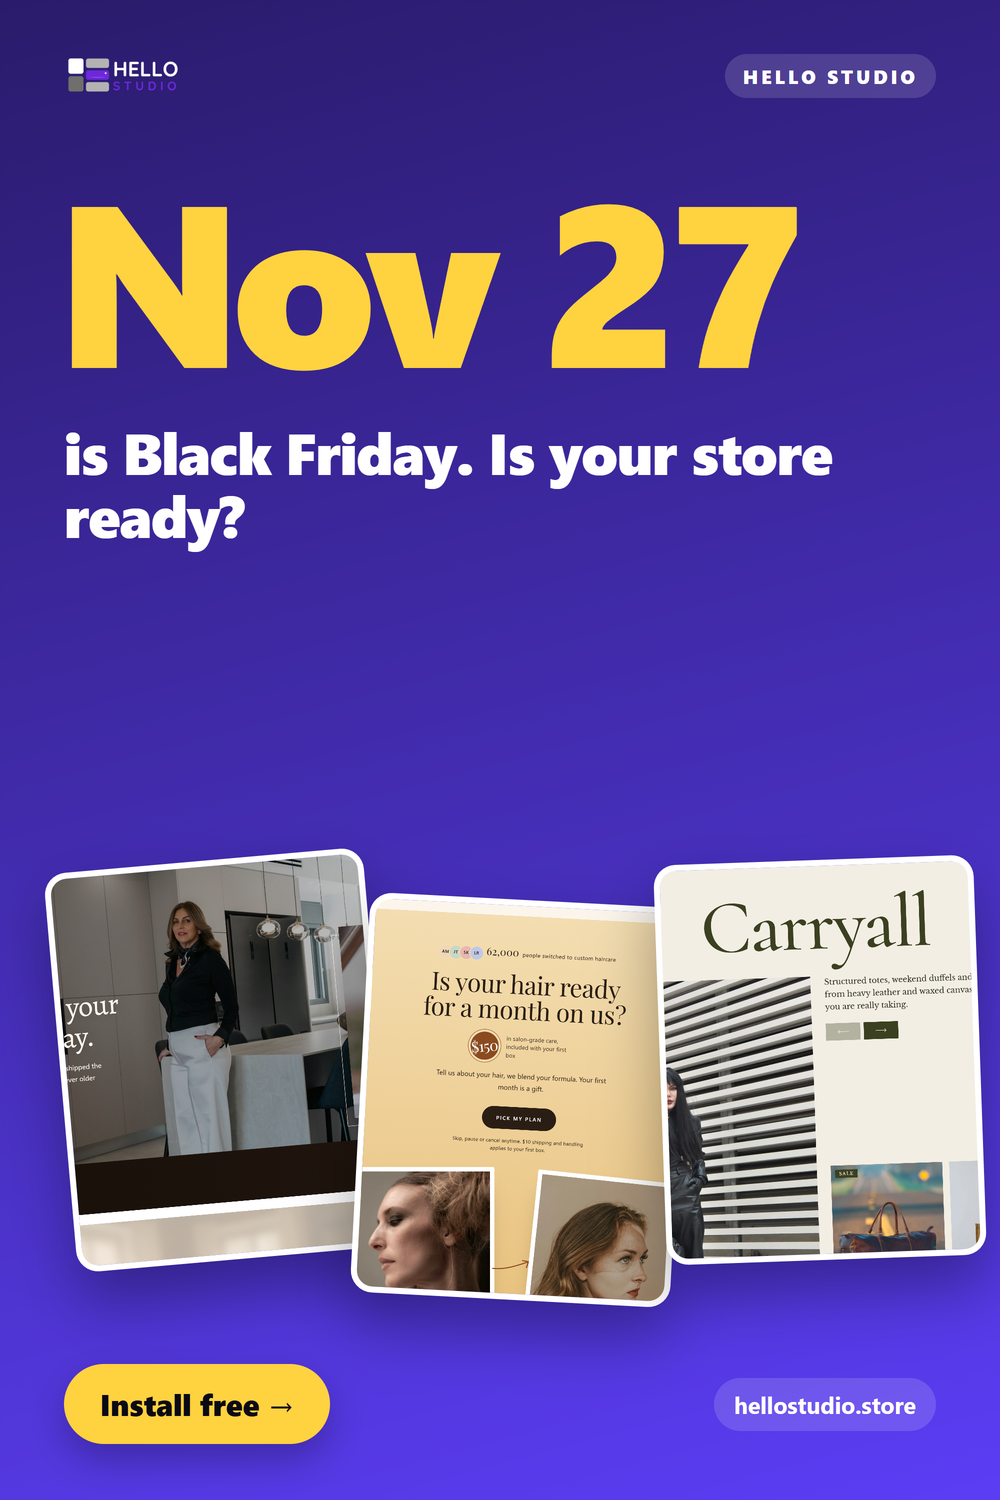 HELLO
STUDIO
HELLO STUDIO
Nov 27
is Black Friday. Is your store
ready?
your
ay.
shipped the
ver older
AM JT SK LR 62,000 people switched to custom haircare
Is your hair ready
for a month on us?
$150
in salon-grade care,
included with your first
box
Tell us about your hair, we blend your formula. Your first
month is a gift.
PICK MY PLAN
Skip, pause or cancel anytime. $10 shipping and handling
applies to your first box.
Carryall
Structured totes, weekend duffels and
from heavy leather and waxed canvas
you are really taking.
← →
SALE
Install free →
hellostudio.store